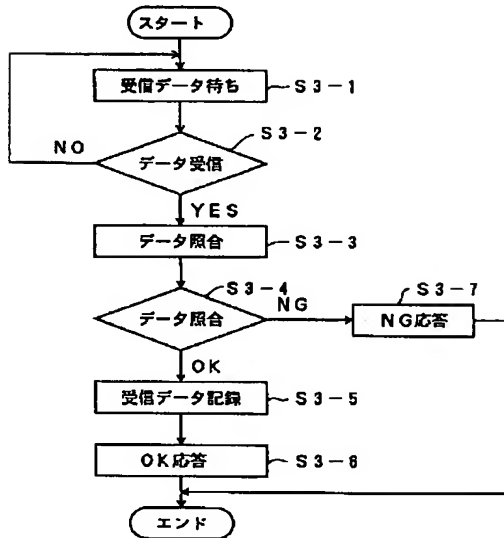 スタート
受信データ待ち
S3-1
S3-2
NO
データ受信
YES
データ照合
S3-3
S3-4
データ照合
NG
S3-7
NG応答
OK
受信データ記録
S3-5
OK応答
S3-6
エンド